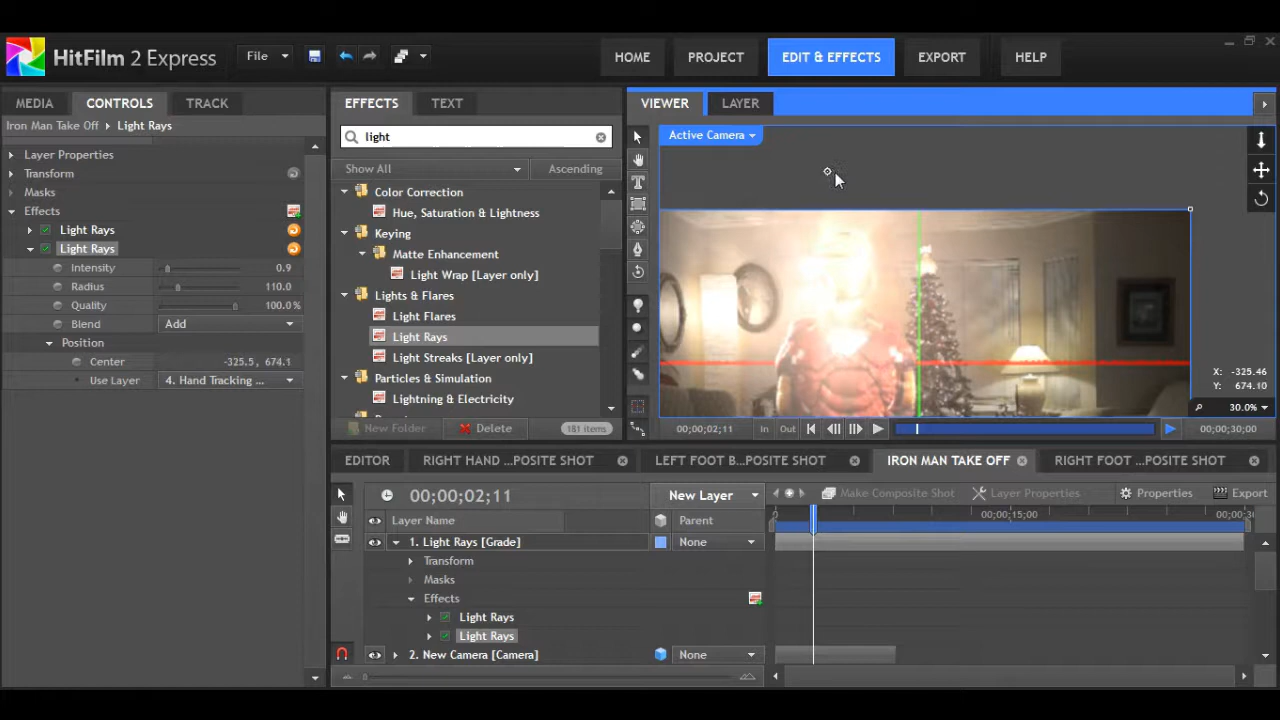 HitFilm 2 Express
File
HOME
PROJECT
EDIT & EFFECTS
EXPORT
HELP
MEDIA
CONTROLS
TRACK
Iron Man Take Off
Light Rays
Layer Properties
Transform
Masks
Effects
Light Rays
Light Rays
Intensity 0.9
Radius 110.0
Quality 100.0%
Blend Add
Position
Center -325.5, 674.1
Use Layer 4. Hand Tracking ...
EFFECTS
TEXT
light
Show All
Ascending
Color Correction
Hue, Saturation & Lightness
Keying
Matte Enhancement
Light Wrap [Layer only]
Lights & Flares
Light Flares
Light Rays
Light Streaks [Layer only]
Particles & Simulation
Lightning & Electricity
New Folder
Delete
181 items
VIEWER
LAYER
Active Camera
X: -325.46
Y: 674.10
30.0%
00;00;02;11
In
Out
00;00;30;00
EDITOR
RIGHT HAND ...POSITE SHOT
LEFT FOOT B...POSITE SHOT
IRON MAN TAKE OFF
RIGHT FOOT ...POSITE SHOT
00;00;02;11
New Layer
Make Composite Shot
Layer Properties
Properties
Export
Layer Name
Parent
0
00;00;15;00
1. Light Rays [Grade]
None
Transform
Masks
Effects
Light Rays
Light Rays
2. New Camera [Camera]
None